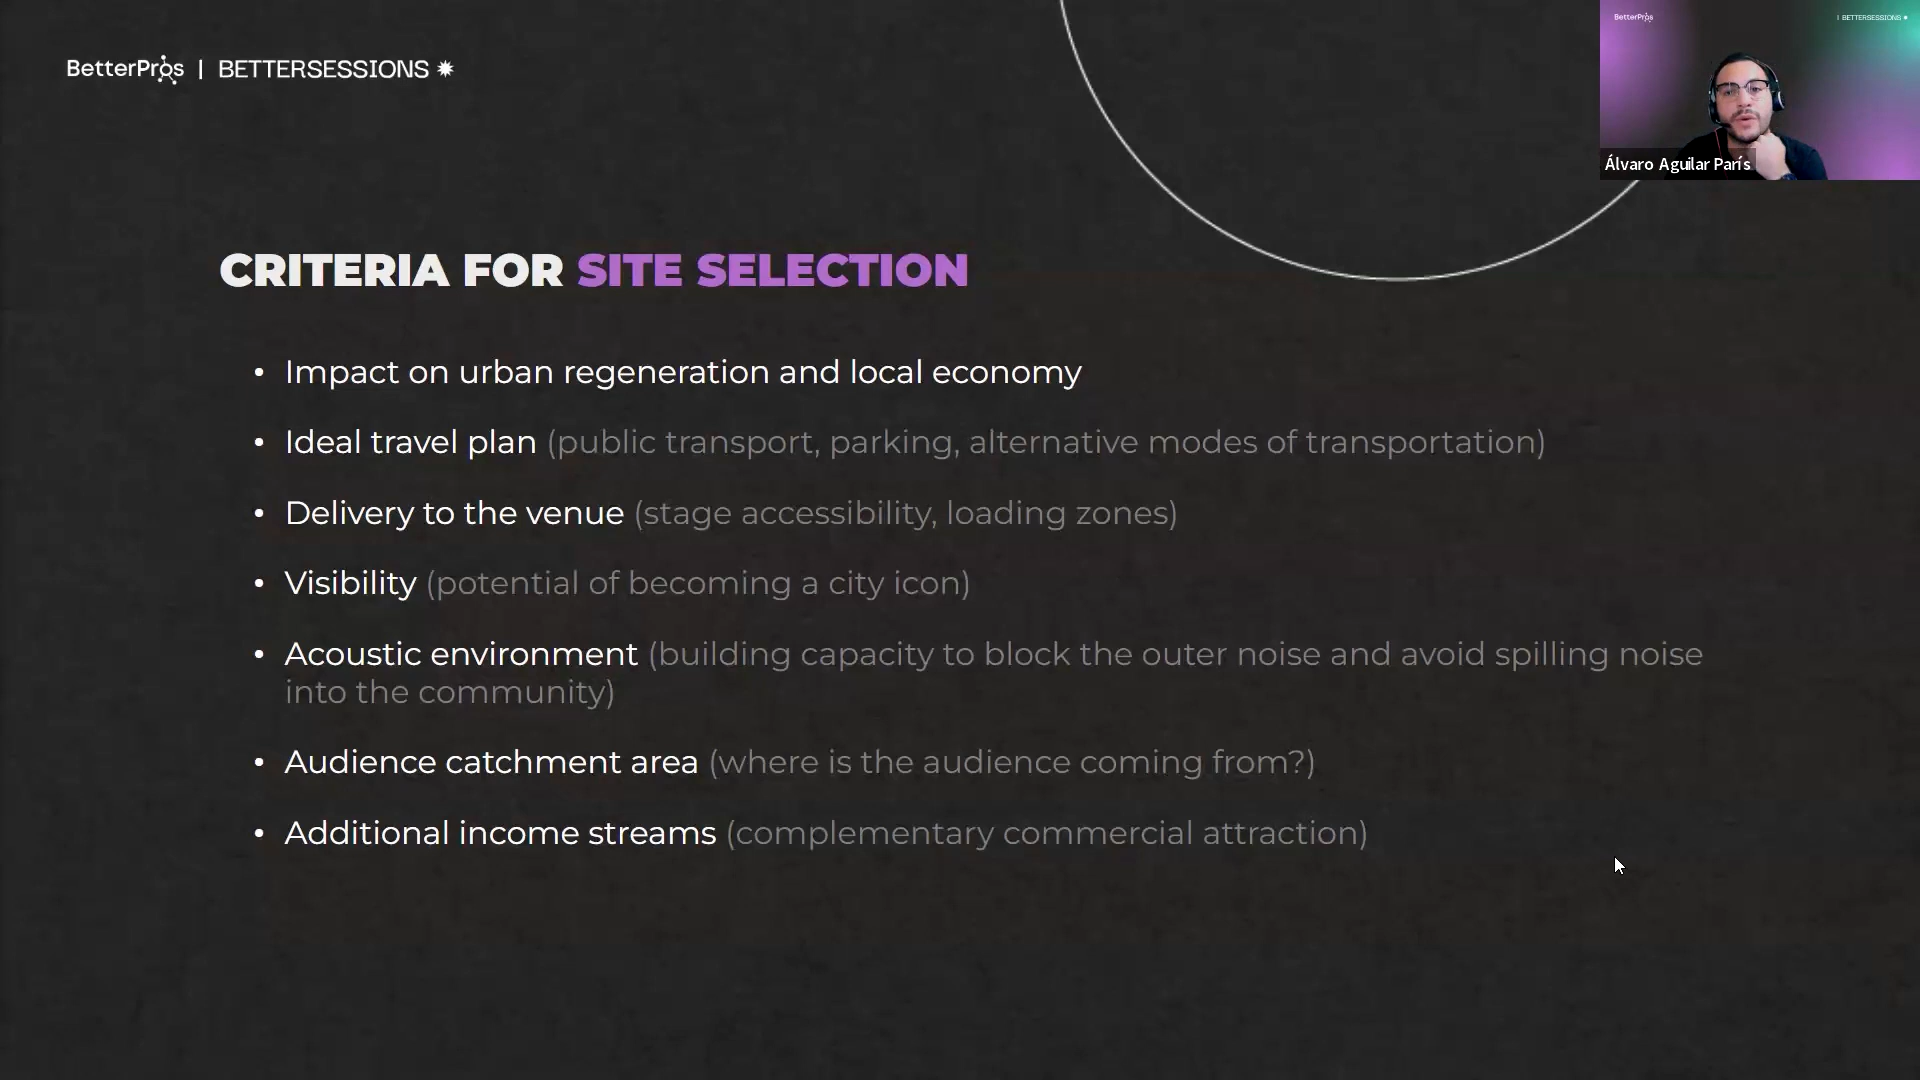 BetterPros | BETTERSESSIONS
BetterPros | BETTERSESSIONS
Álvaro Aguilar París
CRITERIA FOR SITE SELECTION
• Impact on urban regeneration and local economy
• Ideal travel plan (public transport, parking, alternative modes of transportation)
• Delivery to the venue (stage accessibility, loading zones)
• Visibility (potential of becoming a city icon)
• Acoustic environment (building capacity to block the outer noise and avoid spilling noise
into the community)
• Audience catchment area (where is the audience coming from?)
• Additional income streams (complementary commercial attraction)